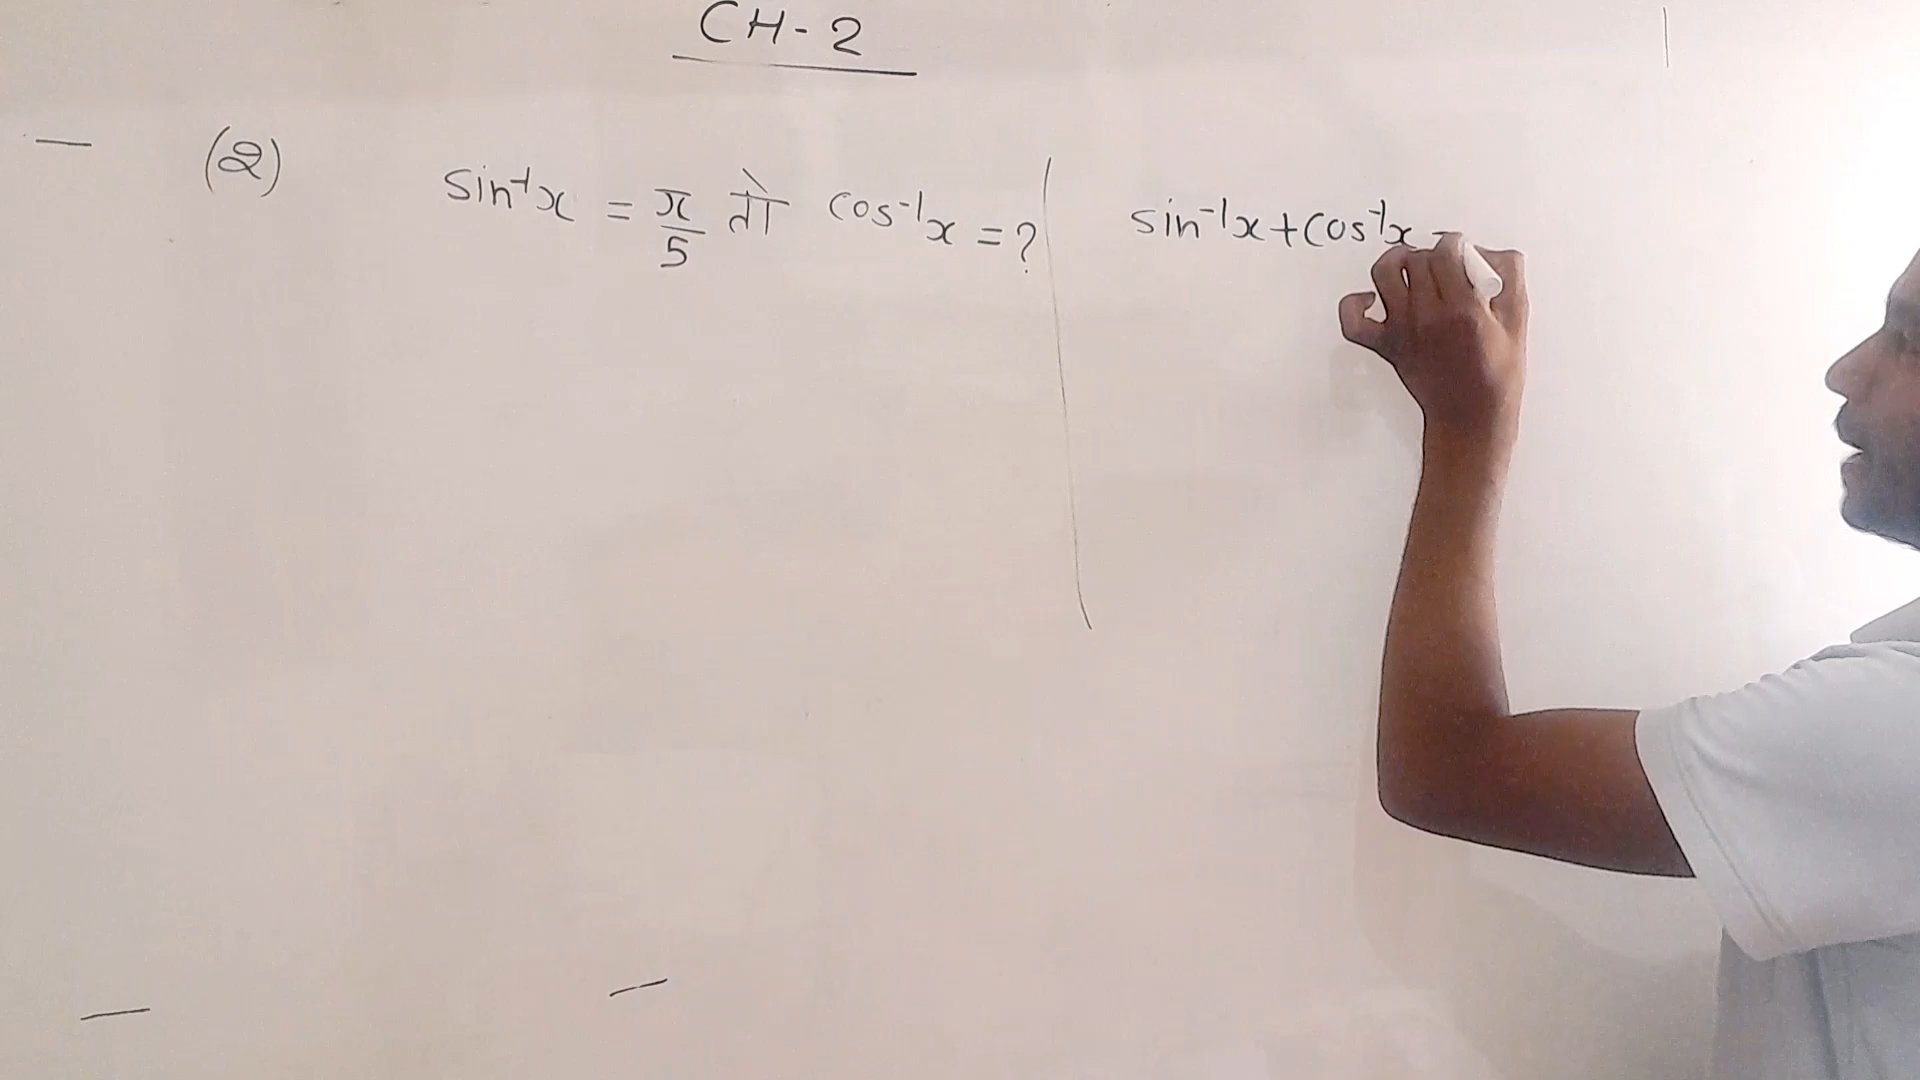 CH-2
(2) sin⁻¹x = π/5 तो cos⁻¹x = ?
sin⁻¹x + cos⁻¹x =